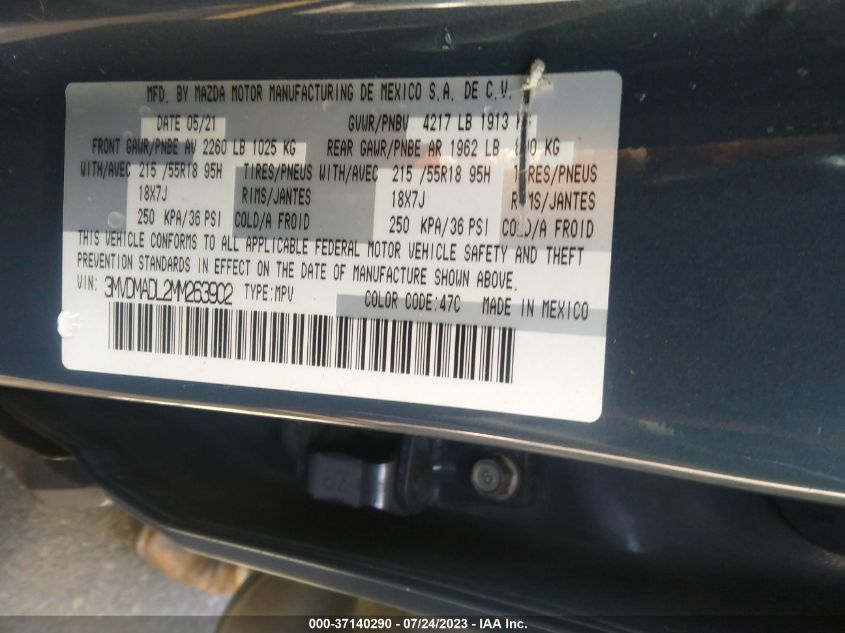 MFD. BY MAZDA MOTOR MANUFACTURING DE MEXICO S.A. DE C.V.
DATE 05/21 GVWR/PNBV 4217 LB 1913
FRONT GAWR/PNBE AV 2260 LB 1025 KG REAR GAWR/PNBE AR 1962 LB KG
WITH/AVEC 215 /55R18 95H TIRES/PNEUS WITH/AVEC 215 /55R18 95H TIRES/PNEUS
18X7J RIMS/JANTES 18X7J RIMS/JANTES
250 KPA/36 PSI COLD/A FROID 250 KPA/36 PSI COLD/A FROID
THIS VEHICLE CONFORMS TO ALL APPLICABLE FEDERAL MOTOR VEHICLE SAFETY AND THEFT
PREVENTION STANDARDS IN EFFECT ON THE DATE OF MANUFACTURE SHOWN ABOVE.
VIN: 3MVDMADL2MM263902 TYPE:MPV COLOR CODE:47C MADE IN MEXICO
000-37140290 - 07/24/2023 - IAA Inc.